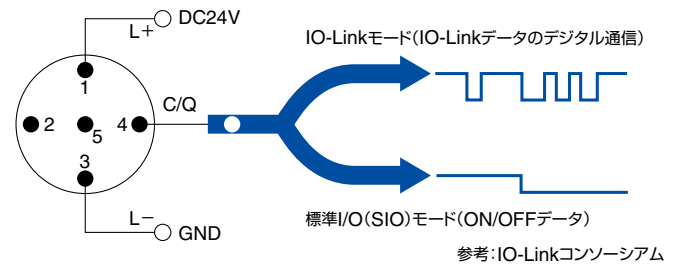 L+ DC24V
IO-Linkモード(IO-Linkデータのデジタル通信)
1
C/Q
2
5
4
3
L−
GND
標準I/O(SIO)モード(ON/OFFデータ)
参考:IO-Linkコンソーシアム